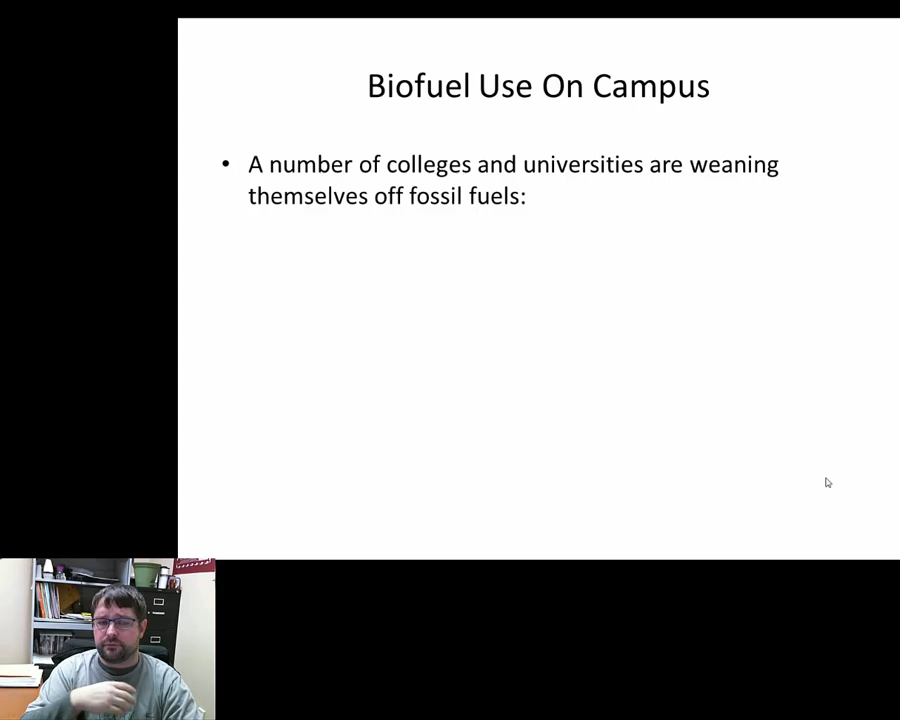 Biofuel Use On Campus
• A number of colleges and universities are weaning
themselves off fossil fuels: